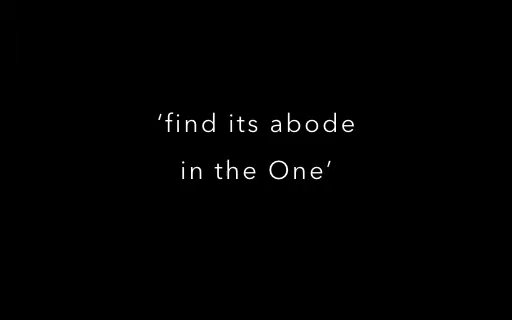 ‘find its abode
in the One’